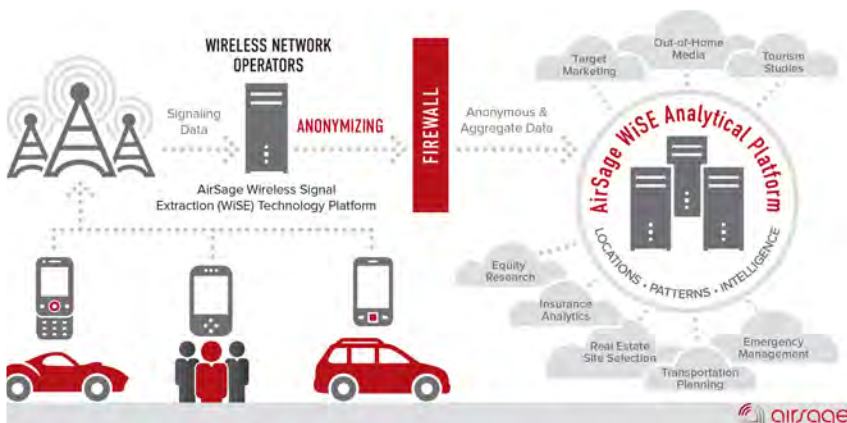 WIRELESS NETWORK
OPERATORS
Signaling
Data
ANONYMIZING
FIREWALL
Anonymous &
Aggregate Data
AirSage Wireless Signal
Extraction (WiSE) Technology Platform
Target
Marketing
Out-of-Home
Media
Tourism
Studies
AirSage WiSE Analytical Platform
LOCATIONS • PATTERNS • INTELLIGENCE
Equity
Research
Insurance
Analytics
Real Estate
Site Selection
Transportation
Planning
Emergency
Management
airsage